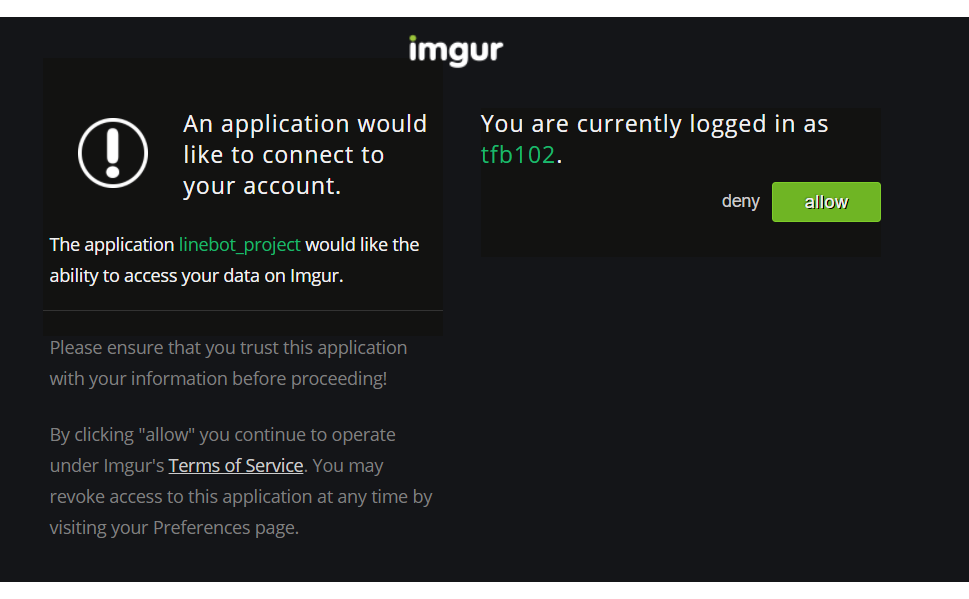 imgur
An application would
like to connect to
your account.
The application linebot_project would like the
ability to access your data on Imgur.
Please ensure that you trust this application
with your information before proceeding!
By clicking "allow" you continue to operate
under Imgur's Terms of Service. You may
revoke access to this application at any time by
visiting your Preferences page.
You are currently logged in as
tfb102.
deny allow